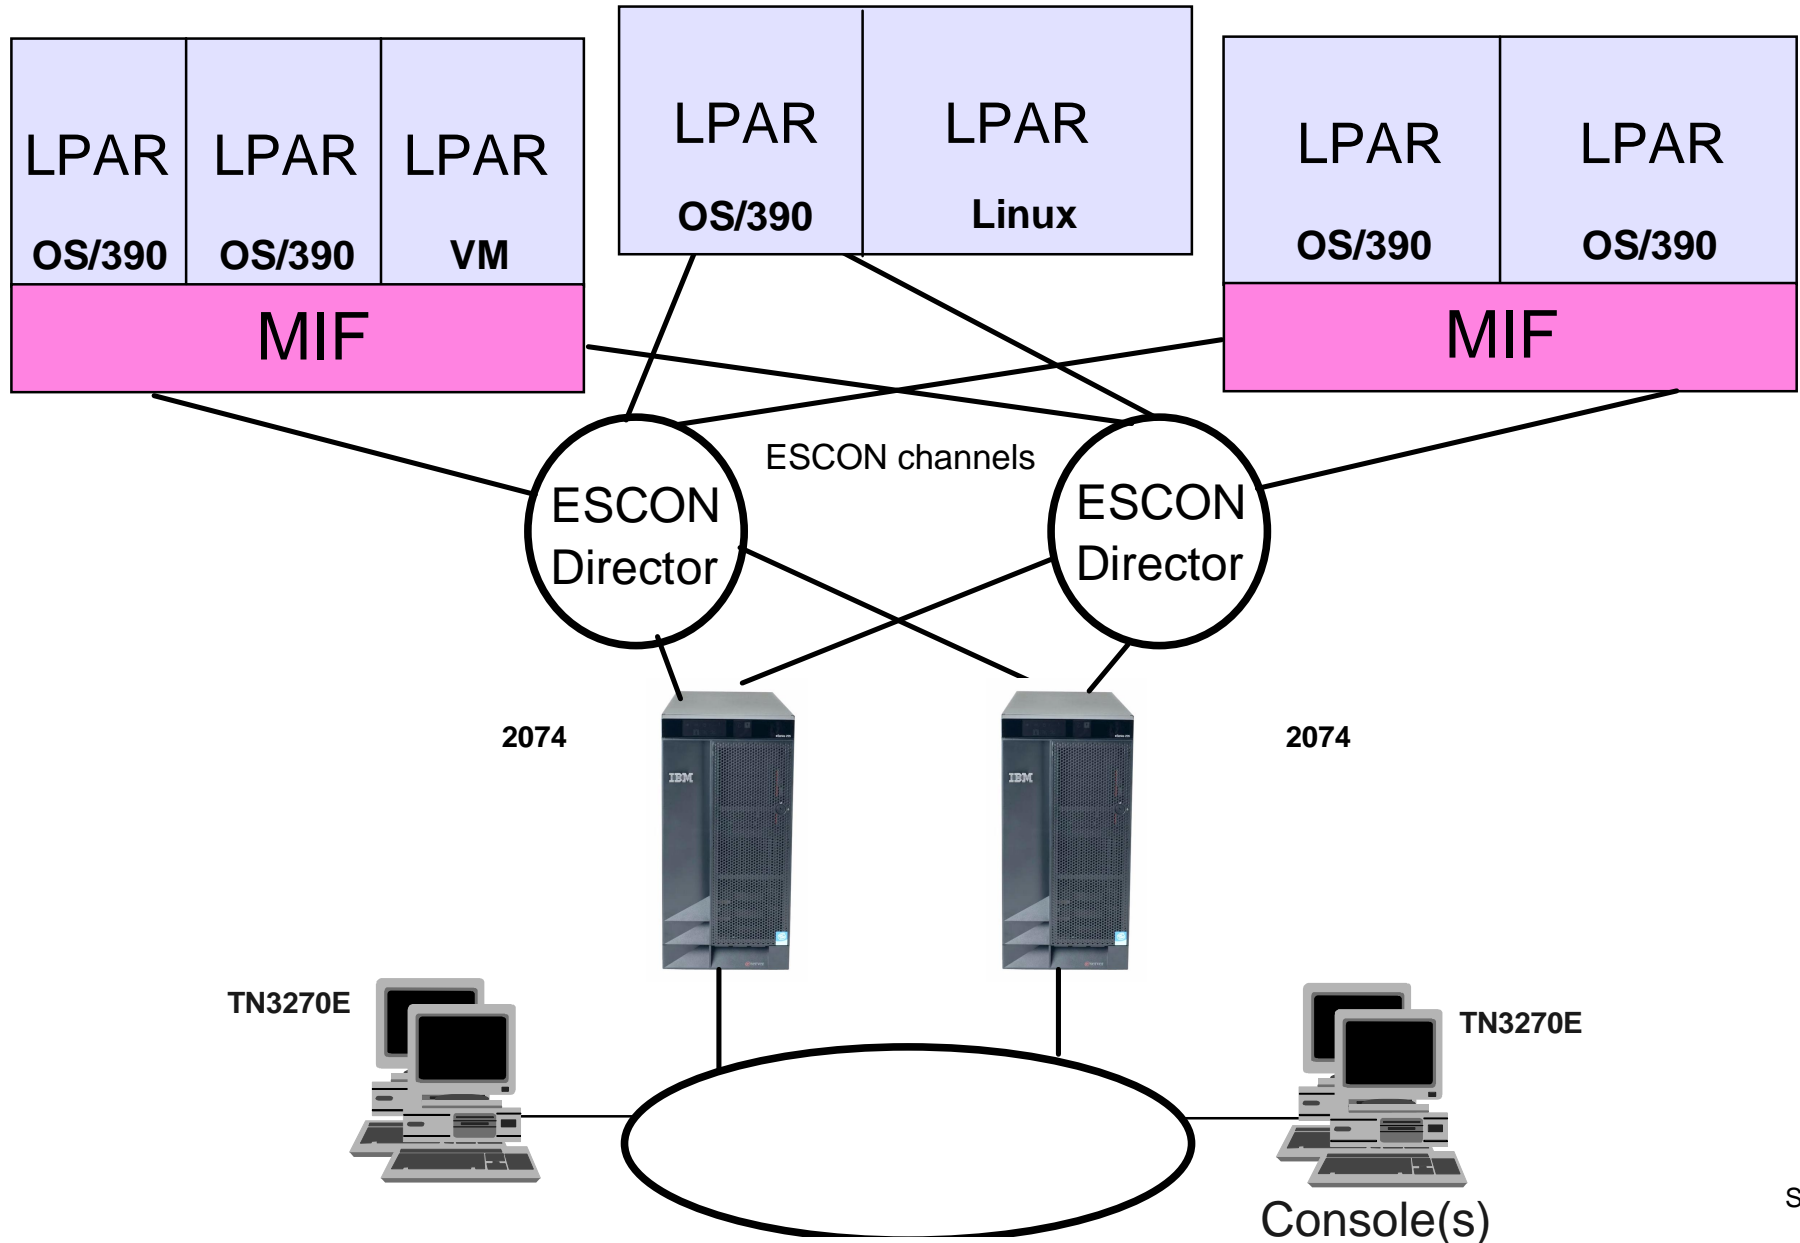 LPAR LPAR LPAR
OS/390 OS/390 VM
MIF
LPAR LPAR
OS/390 Linux
LPAR LPAR
OS/390 OS/390
MIF
ESCON channels
ESCON
Director
ESCON
Director
2074
2074
IBM
IBM
TN3270E
TN3270E
Console(s)
S